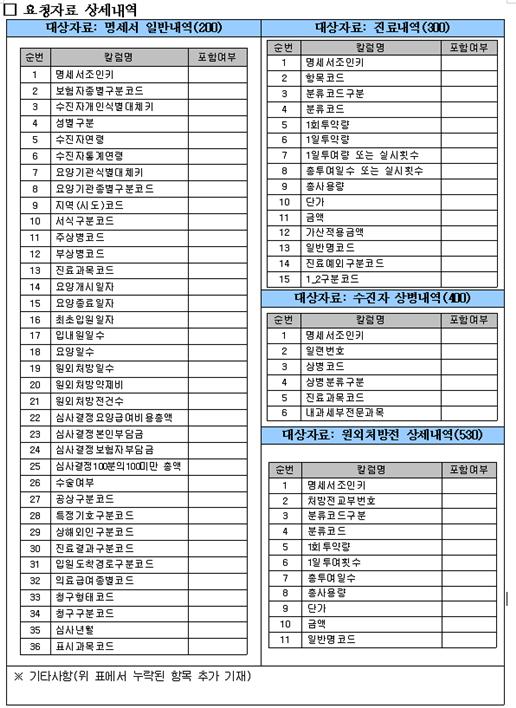 □ 요청자료 상세내역
대상자료: 명세서 일반내역(200)
순번 칼럼명 포함여부
1 명세서조인키
2 보험자종별구분코드
3 수진자개인식별대체키
4 성별구분
5 수진자연령
6 수진자통계연령
7 요양기관식별대체키
8 요양기관종별구분코드
9 지역(시도)코드
10 서식구분코드
11 주상병코드
12 부상병코드
13 진료과목코드
14 요양개시일자
15 요양종료일자
16 최초입원일자
17 입내원일수
18 요양일수
19 원외처방일수
20 원외처방약제비
21 원외처방전건수
22 심사결정요양급여비용총액
23 심사결정본인부담금
24 심사결정보험자부담금
25 심사결정100분의100미만 총액
26 수술여부
27 공상구분코드
28 특정기호구분코드
29 상해외인구분코드
30 진료결과구분코드
31 입원도착경로구분코드
32 의료급여종별코드
33 청구형태코드
34 청구구분코드
35 심사년월
36 표시과목코드
대상자료: 진료내역(300)
순번 칼럼명 포함여부
1 명세서조인키
2 항목코드
3 분류코드구분
4 분류코드
5 1회투약량
6 1일투약량
7 1일투여량 또는 실시횟수
8 총투여일수 또는 실시횟수
9 총사용량
10 단가
11 금액
12 가산적용금액
13 일반명코드
14 진료예외구분코드
15 1_2구분코드
대상자료: 수진자 상병내역(400)
순번 칼럼명 포함여부
1 명세서조인키
2 일련번호
3 상병코드
4 상병분류구분
5 진료과목코드
6 내과세부전문과목
대상자료: 원외처방전 상세내역(530)
순번 칼럼명 포함여부
1 명세서조인키
2 처방전교부번호
3 분류코드구분
4 분류코드
5 1회투약량
6 1일투여횟수
7 총투여일수
8 총사용량
9 단가
10 금액
11 일반명코드
※ 기타사항(위 표에서 누락된 항목 추가 기재)